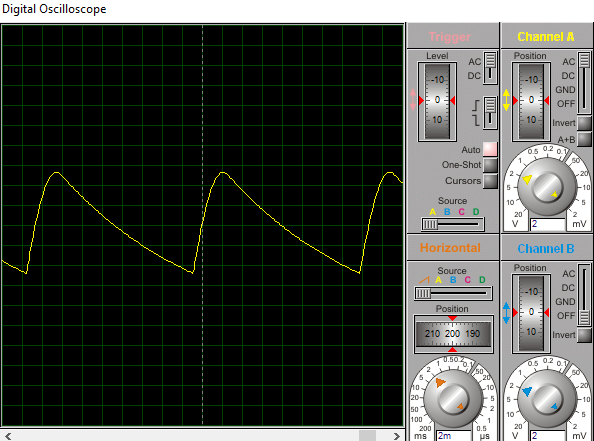 Digital Oscilloscope
Trigger
Level
AC
DC
-10
0
10
Auto
One-Shot
Cursors
Source
A B C D
Channel A
Position
AC
DC
GND
OFF
-10
0
10
Invert
A+B
20 10 5 2 1 0.5 0.2 0.1 50 20 10 5 2
V 2 mV
Horizontal
Source
A B C D
Position
210 200 190
200 100 50 20 10 5 2 1 0.5 0.2 0.1 50 20 10 5 2 1 0.5
ms 2m µs
Channel B
Position
AC
DC
GND
OFF
-10
0
10
Invert
20 10 5 2 1 0.5 0.2 0.1 50 20 10 5 2
V 2 mV